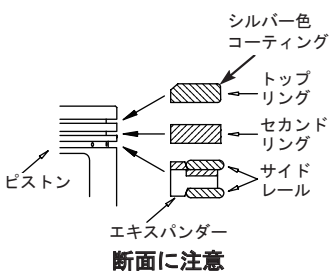 シルバー色
コーティング
トップ
リング
セカンド
リング
サイド
レール
ピストン
エキスパンダー
断面に注意